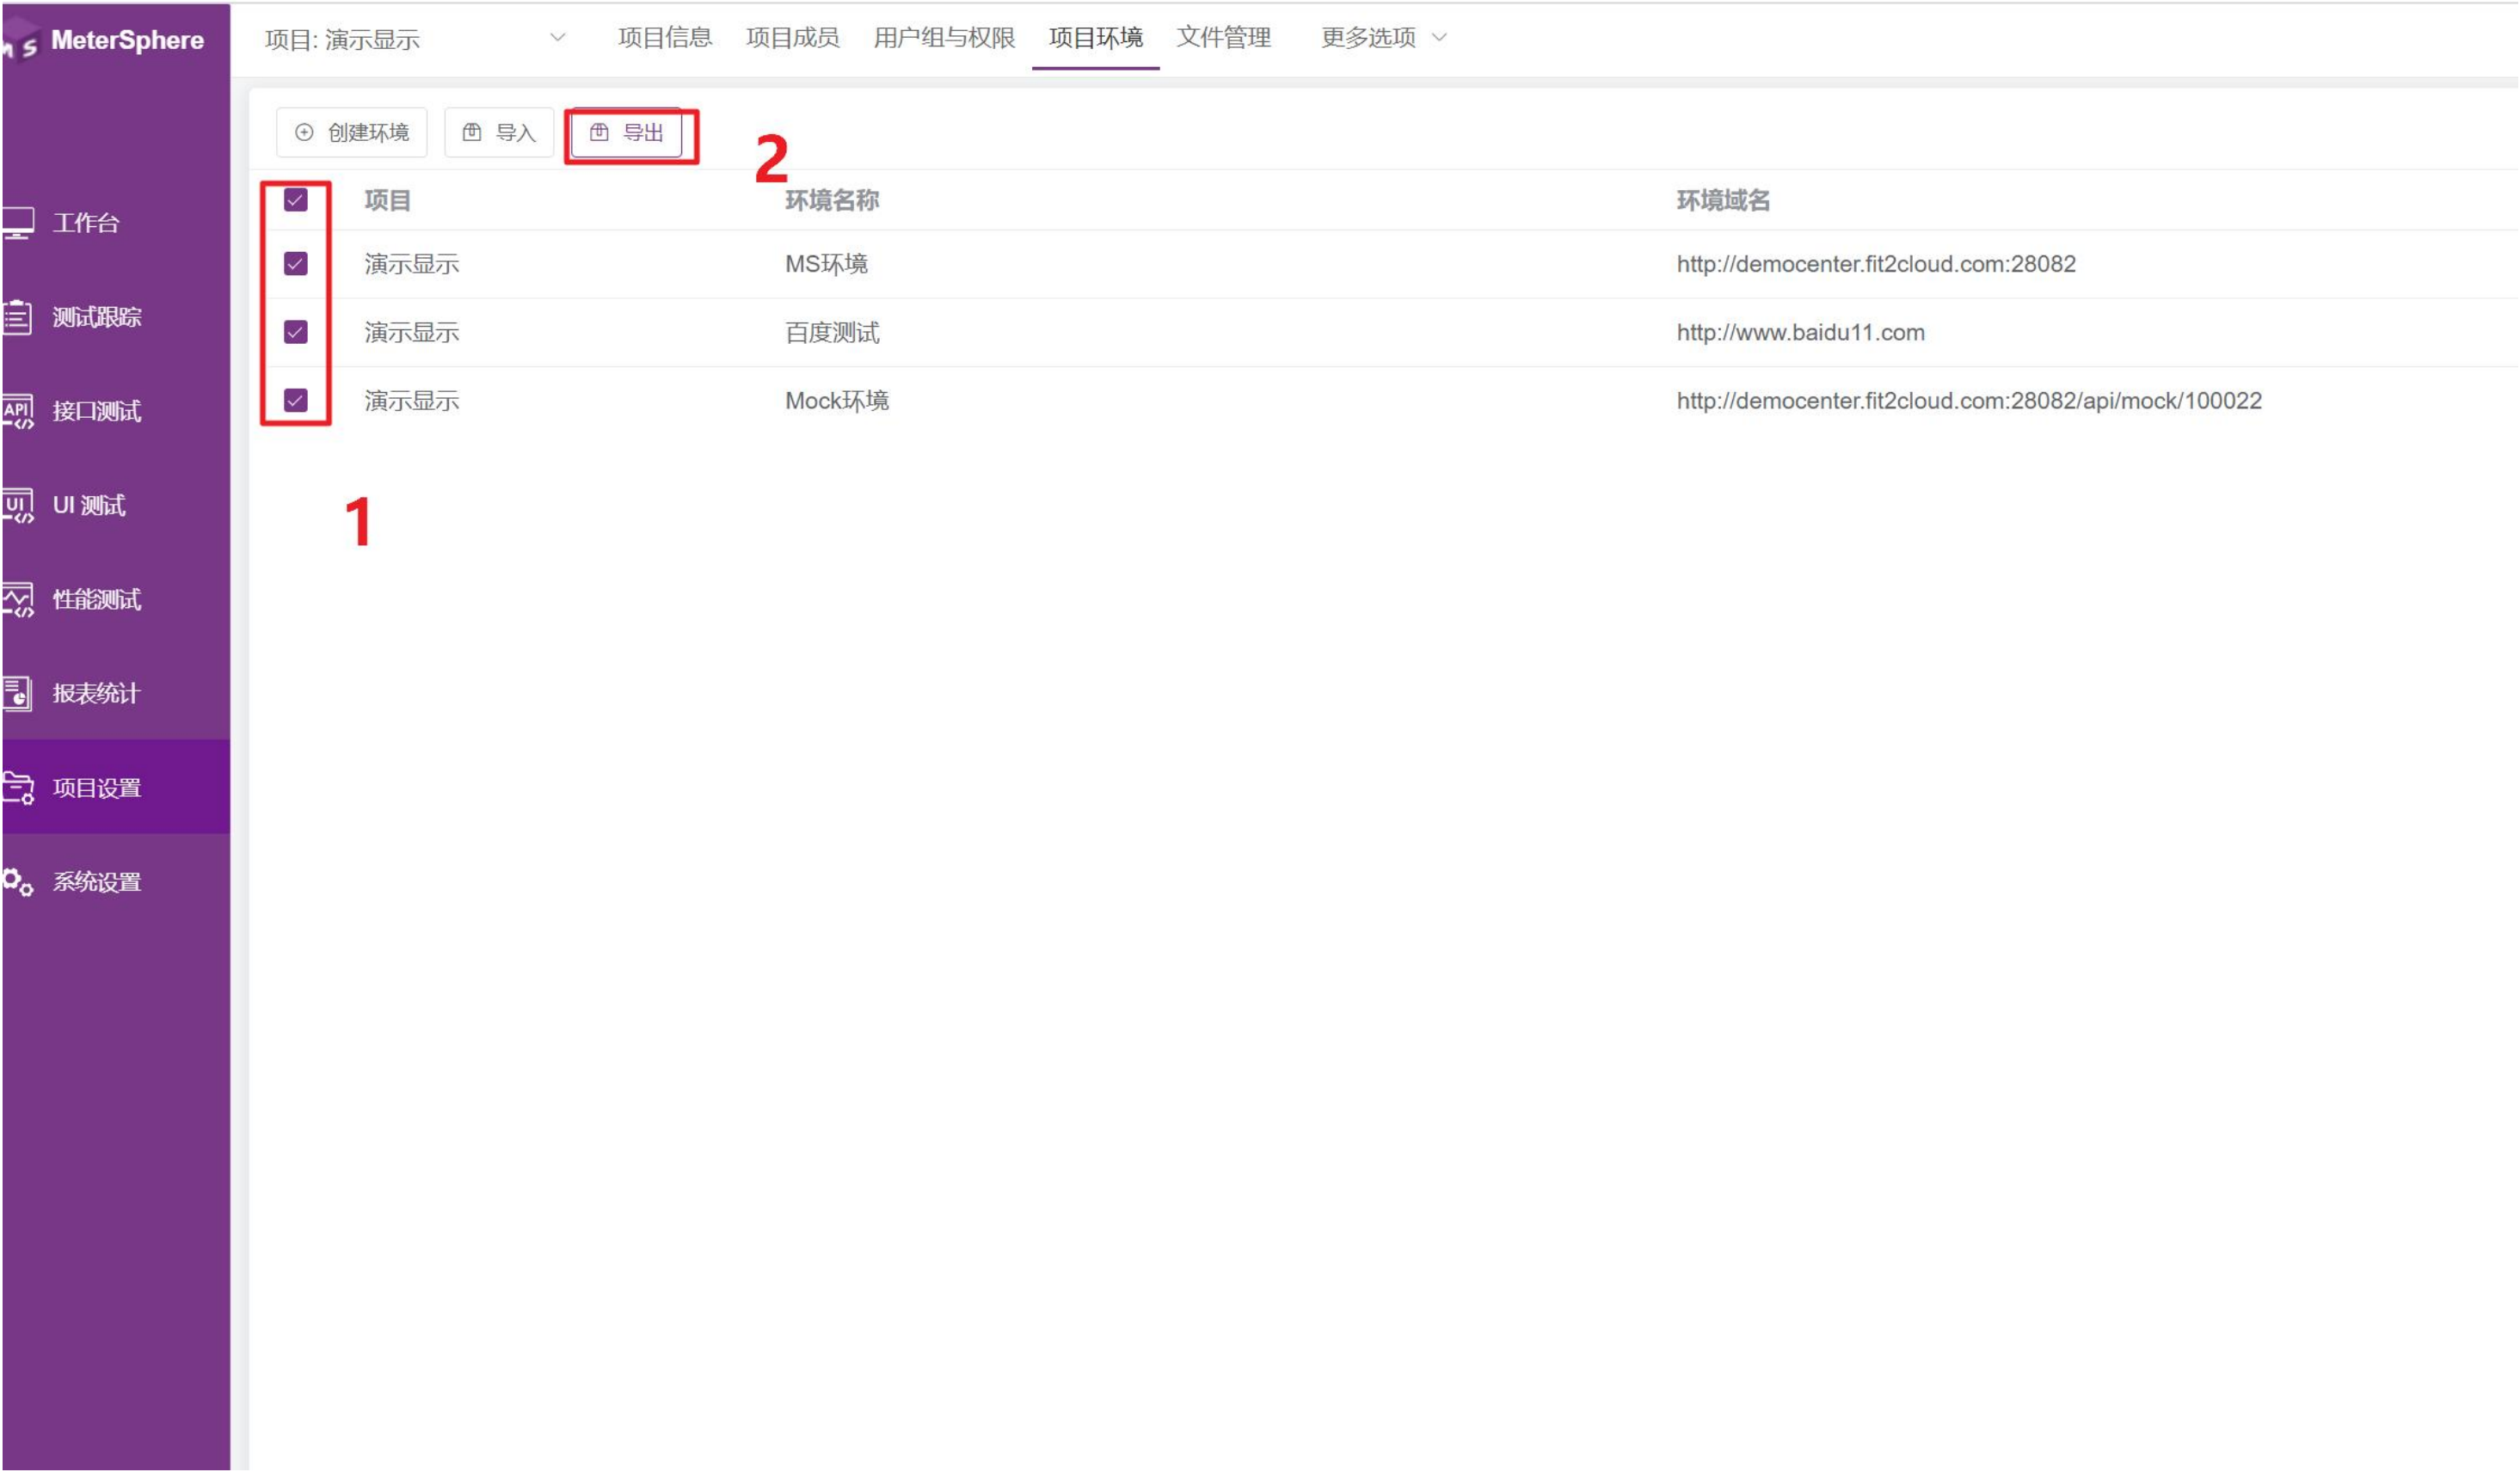 MS MeterSphere
项目: 演示显示
项目信息 项目成员 用户组与权限 项目环境 文件管理 更多选项
创建环境 导入 导出
2
项目 环境名称 环境域名
演示显示 MS环境 http://democenter.fit2cloud.com:28082
演示显示 百度测试 http://www.baidu11.com
演示显示 Mock环境 http://democenter.fit2cloud.com:28082/api/mock/100022
1
工作台
测试跟踪
API 接口测试
UI UI 测试
性能测试
报表统计
项目设置
系统设置